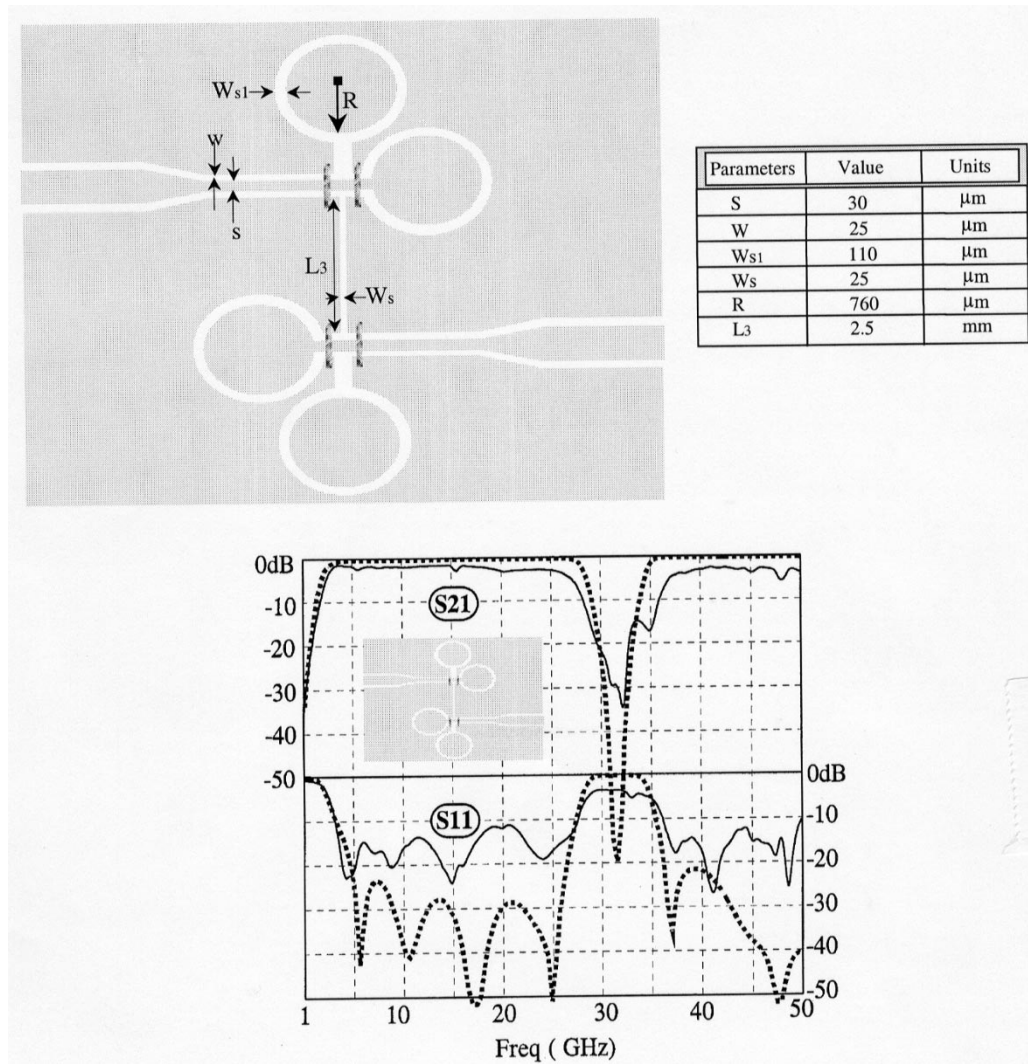 Ws1
R
w
s
L3
Ws
Parameters Value Units
S 30 μm
W 25 μm
Ws1 110 μm
Ws 25 μm
R 760 μm
L3 2.5 mm
0dB
-10
-20
-30
-40
-50
S21
0dB
-10
-20
-30
-40
-50
S11
1 10 20 30 40 50
Freq ( GHz)